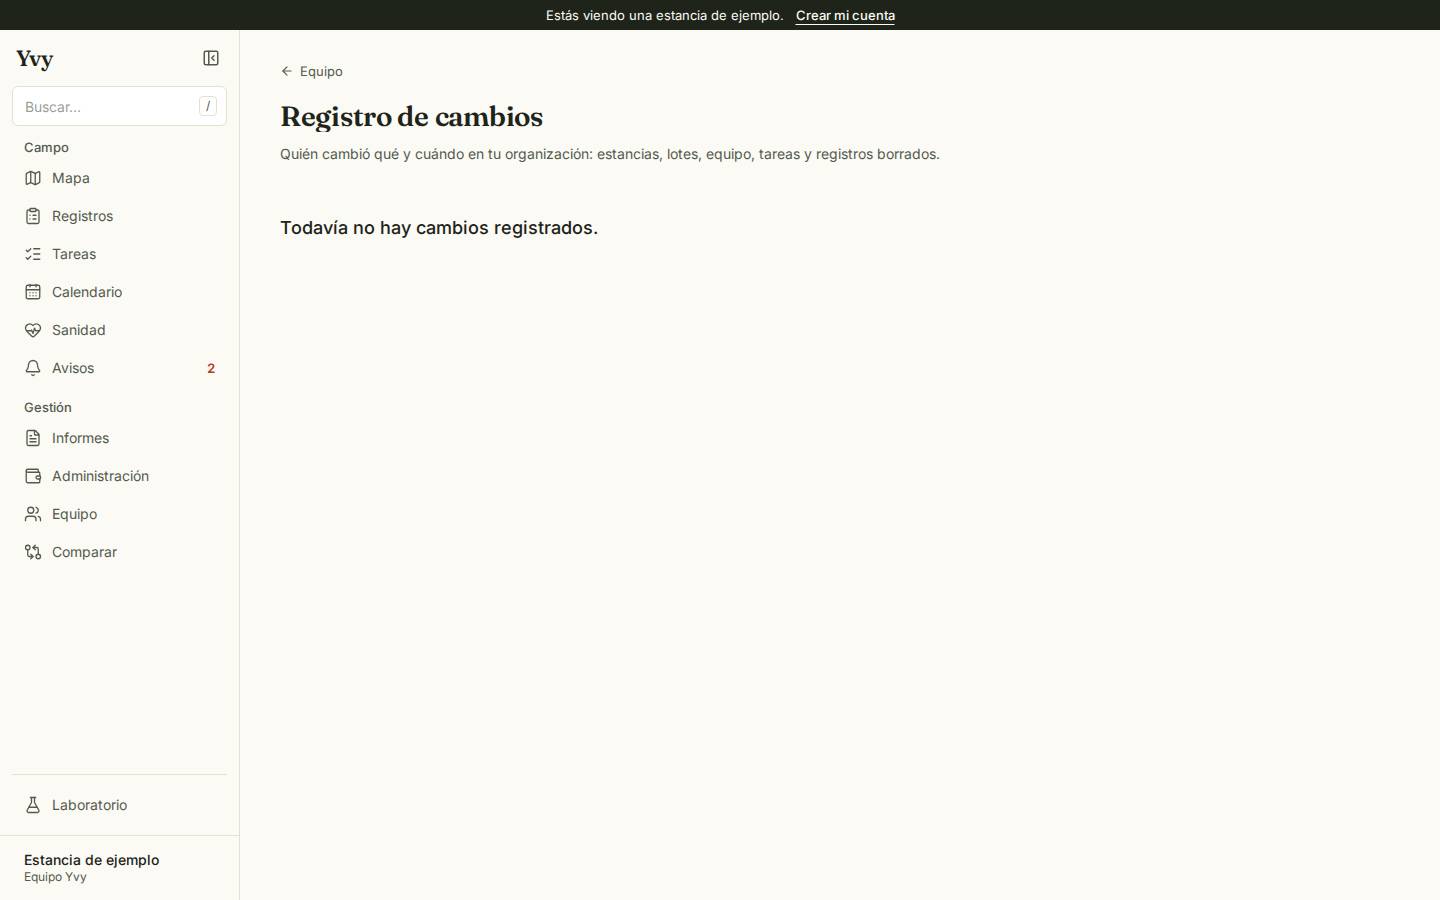 Estás viendo una estancia de ejemplo. Crear mi cuenta
Yvy
Buscar... /
Campo
Mapa
Registros
Tareas
Calendario
Sanidad
Avisos 2
Gestión
Informes
Administración
Equipo
Comparar
Laboratorio
Estancia de ejemplo
Equipo Yvy
Equipo
Registro de cambios
Quién cambió qué y cuándo en tu organización: estancias, lotes, equipo, tareas y registros borrados.
Todavía no hay cambios registrados.